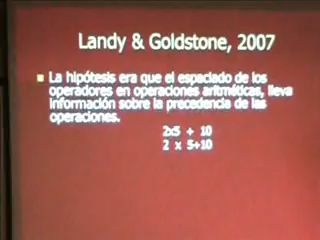 Landy & Goldstone, 2007
La hipótesis era que el espaciado de los
operadores en operaciones aritméticas, lleva
información sobre la precedencia de las
operaciones.
2x5 + 10
2 x 5+10